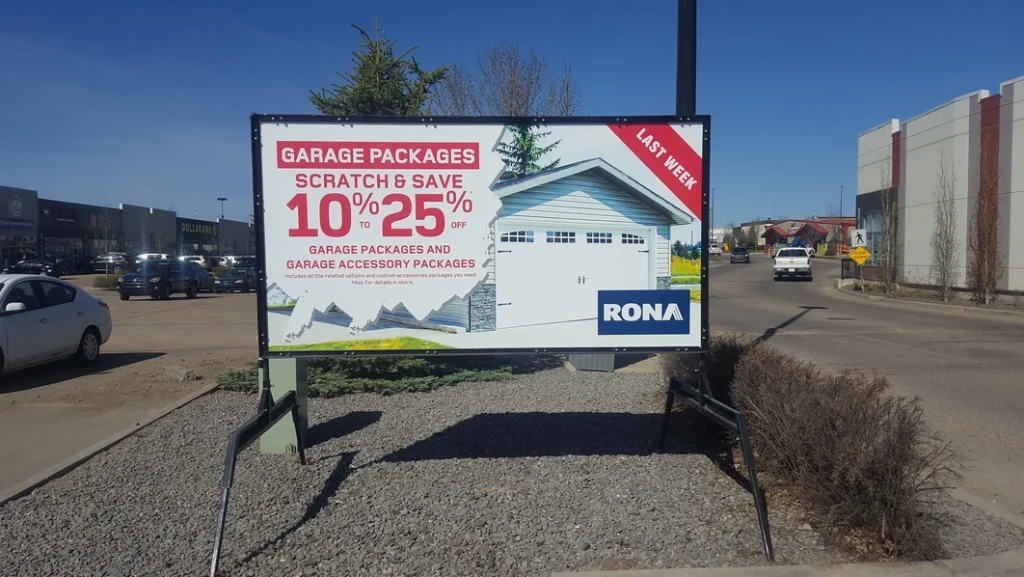 GARAGE PACKAGES
SCRATCH & SAVE
10% TO 25% OFF
GARAGE PACKAGES AND
GARAGE ACCESSORY PACKAGES
Includes all the related options and custom accessories packages you need.
*Ask for details in store.
LAST WEEK
RONA
DOLLARAMA